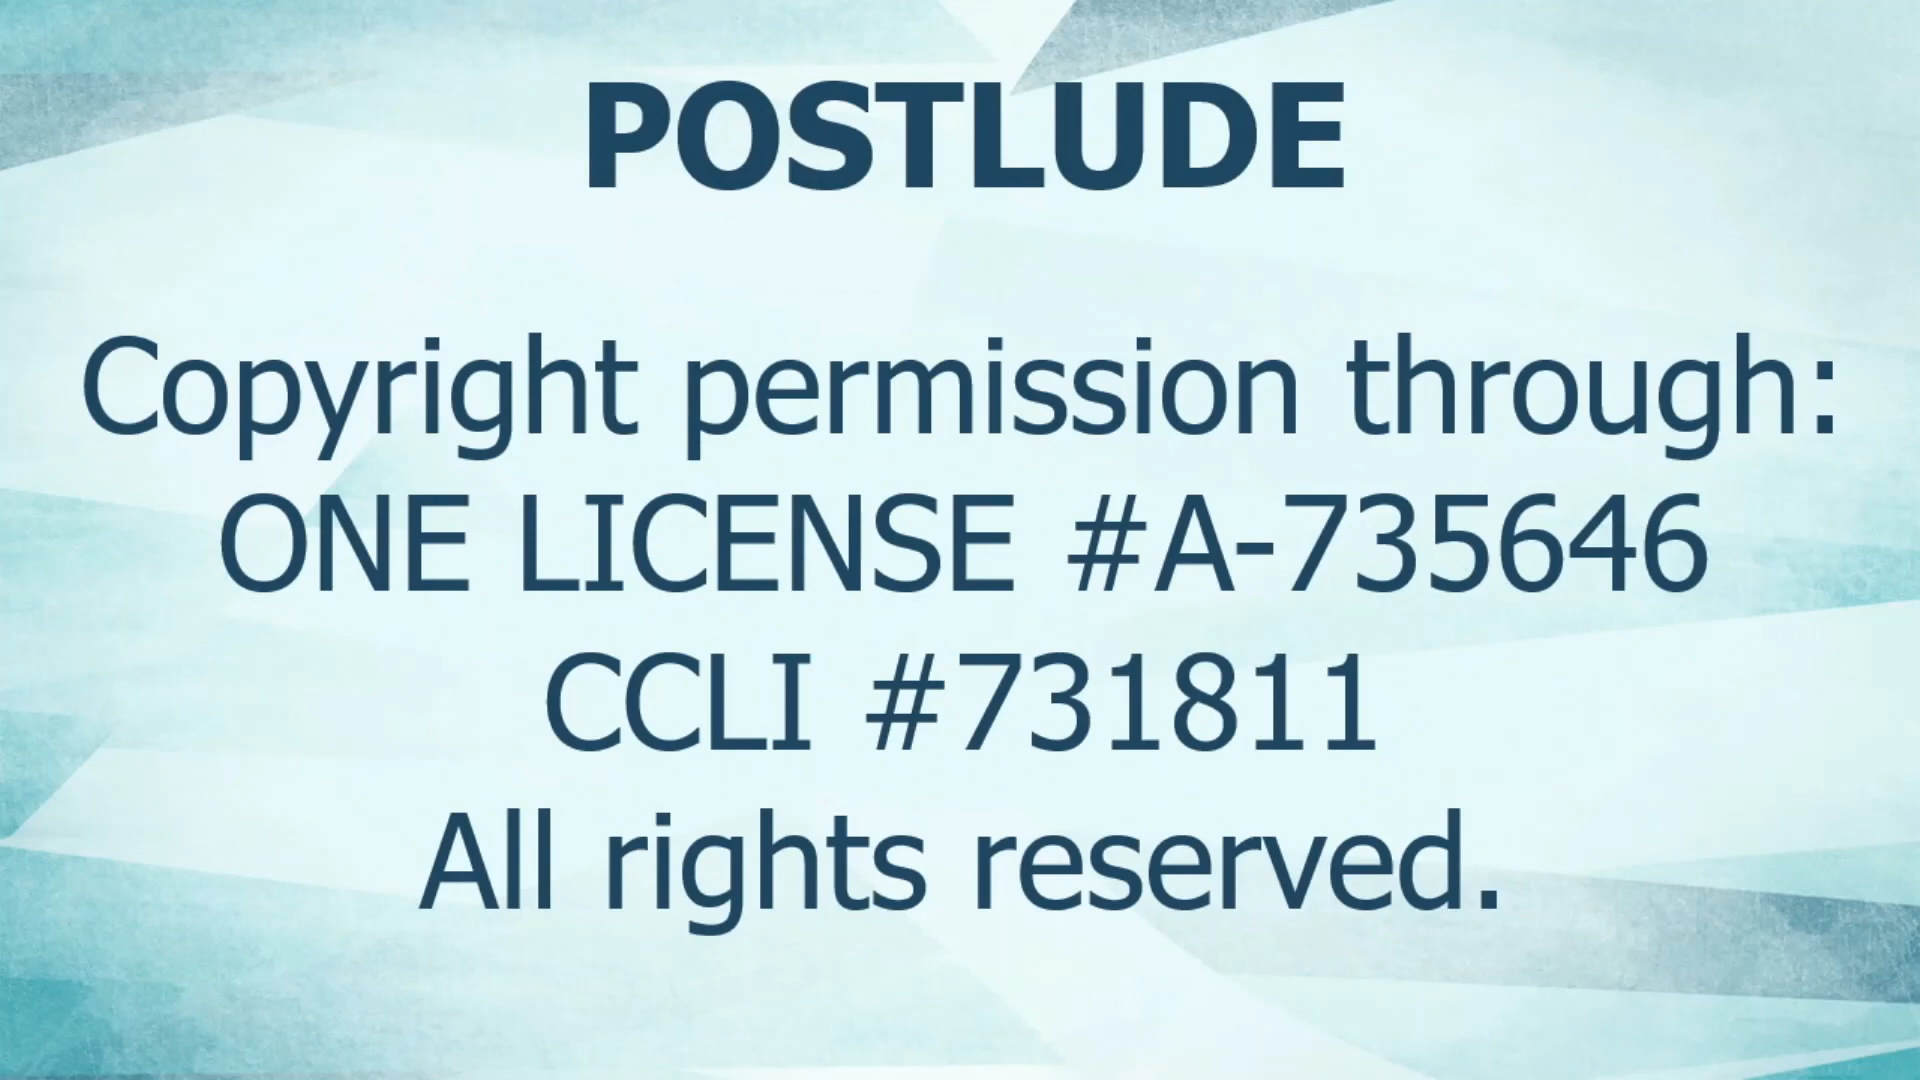 POSTLUDE
Copyright permission through:
ONE LICENSE #A-735646
CCLI #731811
All rights reserved.